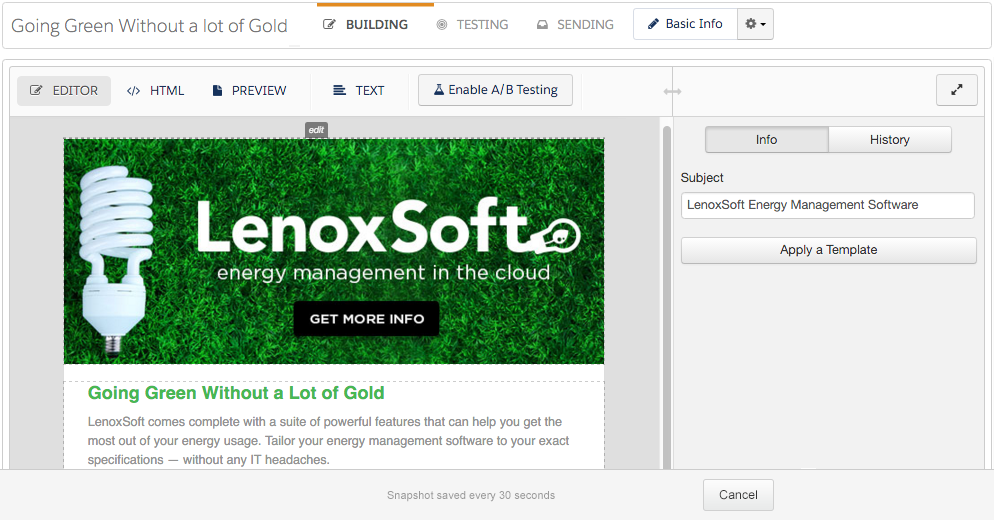 Going Green Without a lot of Gold
BUILDING
TESTING
SENDING
Basic Info
EDITOR
</> HTML
PREVIEW
TEXT
Enable A/B Testing
edit
LenoxSoft
energy management in the cloud
GET MORE INFO
Going Green Without a Lot of Gold
LenoxSoft comes complete with a suite of powerful features that can help you get the
most out of your energy usage. Tailor your energy management software to your exact
specifications — without any IT headaches.
Info
History
Subject
LenoxSoft Energy Management Software
Apply a Template
Snapshot saved every 30 seconds
Cancel